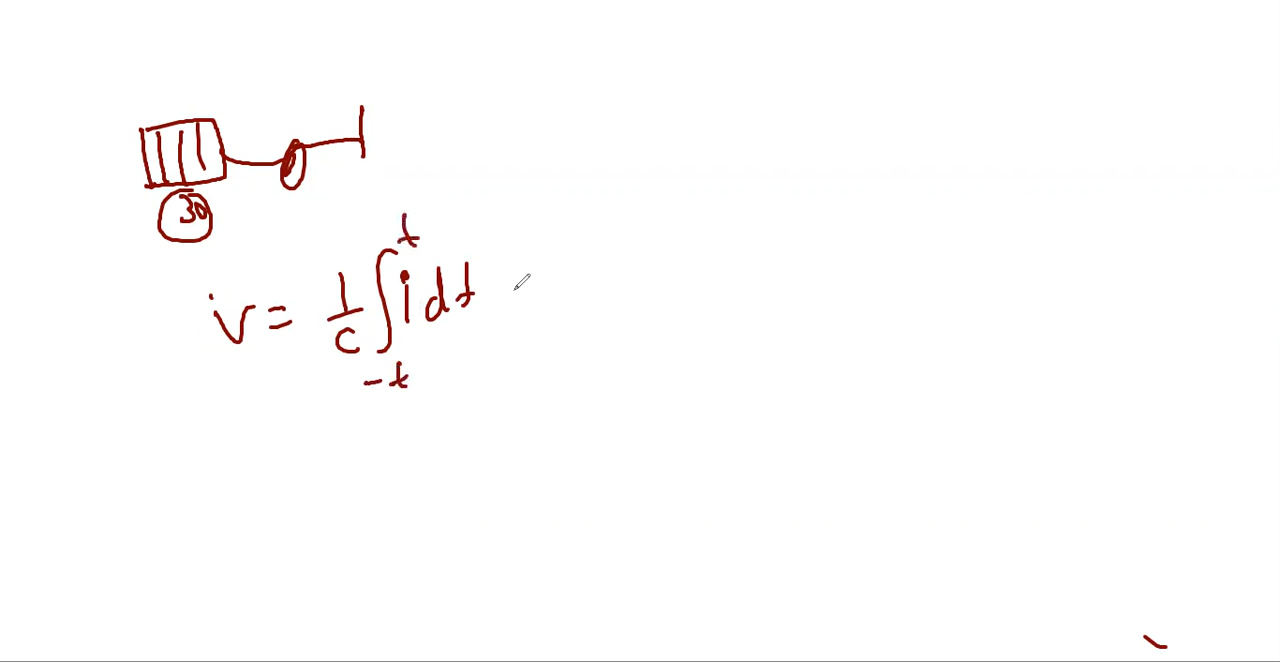 30
v = 1/c ∫_{-t}^{t} i dt